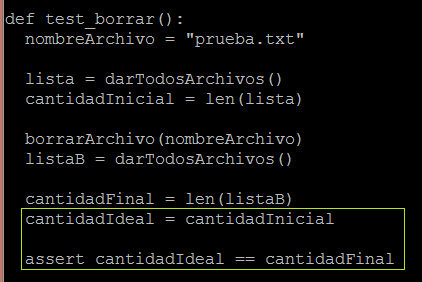 def test_borrar():
nombreArchivo = "prueba.txt"
lista = darTodosArchivos()
cantidadInicial = len(lista)
borrarArchivo(nombreArchivo)
listaB = darTodosArchivos()
cantidadFinal = len(listaB)
cantidadIdeal = cantidadInicial
assert cantidadIdeal == cantidadFinal